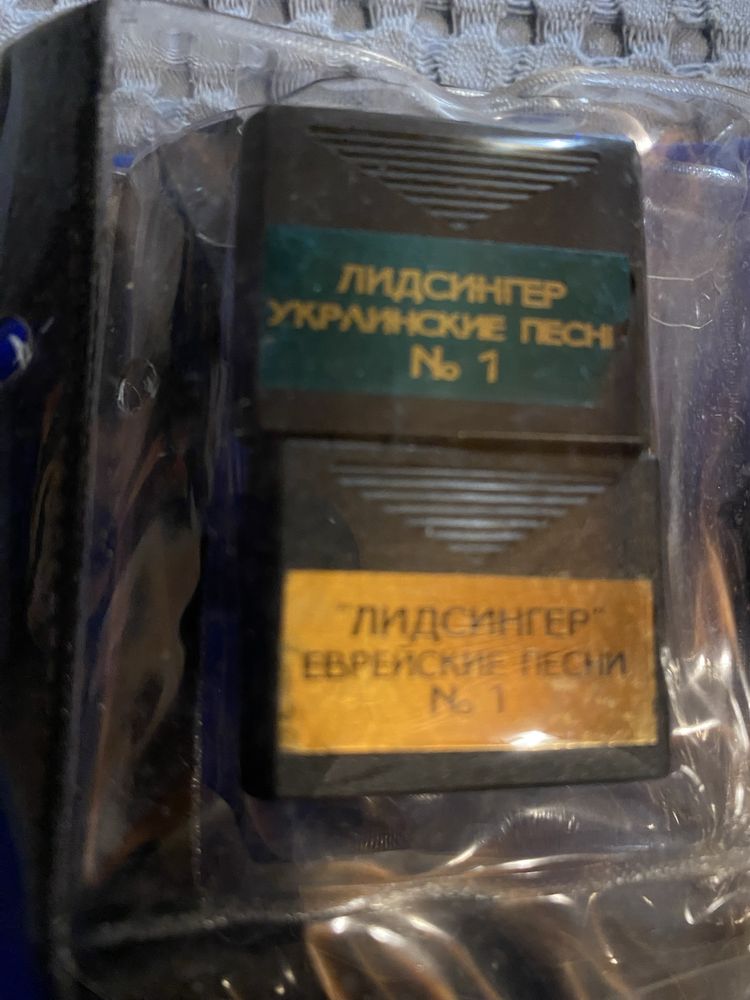 ЛИДСИНГЕР
УКРАИНСКИЕ ПЕСНИ
№ 1
"ЛИДСИНГЕР"
ЕВРЕЙСКИЕ ПЕСНИ
№ 1